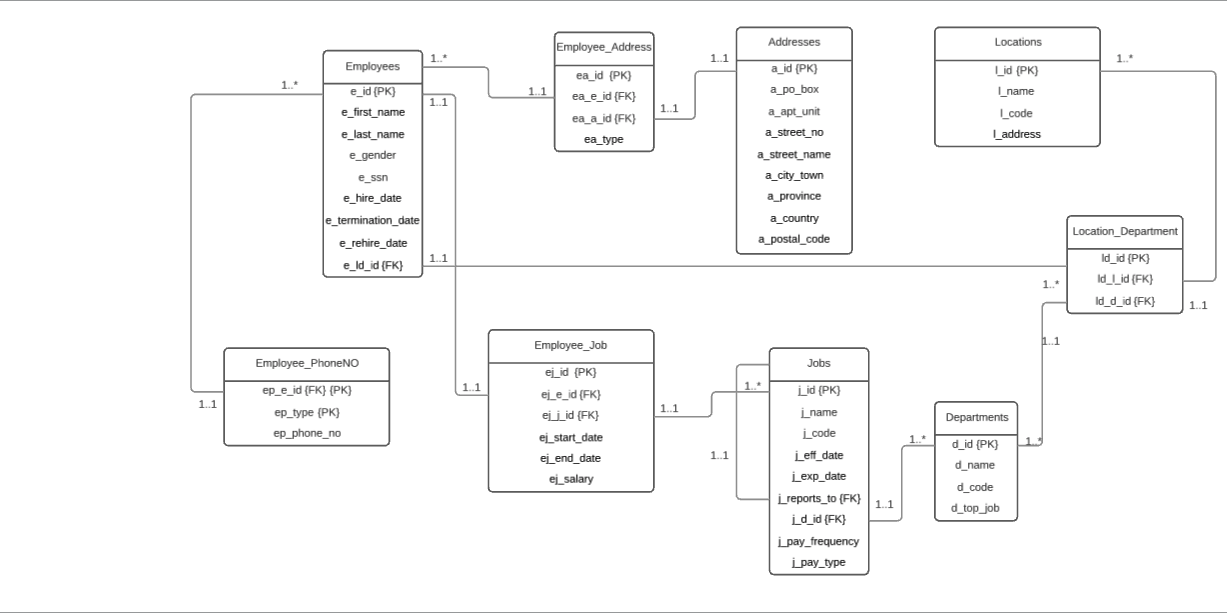 Employees
e_id {PK}
e_first_name
e_last_name
e_gender
e_ssn
e_hire_date
e_termination_date
e_rehire_date
e_ld_id {FK}
1..*
1..*
1..1
1..1
Employee_Address
ea_id {PK}
ea_e_id {FK}
ea_a_id {FK}
ea_type
1..1
1..1
Addresses
a_id {PK}
a_po_box
a_apt_unit
a_street_no
a_street_name
a_city_town
a_province
a_country
a_postal_code
1..1
Locations
l_id {PK}
l_name
l_code
l_address
1..*
Location_Department
ld_id {PK}
ld_l_id {FK}
ld_d_id {FK}
1..*
1..1
1..1
Employee_PhoneNO
ep_e_id {FK} {PK}
ep_type {PK}
ep_phone_no
1..1
Employee_Job
ej_id {PK}
ej_e_id {FK}
ej_j_id {FK}
ej_start_date
ej_end_date
ej_salary
1..1
1..1
Jobs
j_id {PK}
j_name
j_code
j_eff_date
j_exp_date
j_reports_to {FK}
j_d_id {FK}
j_pay_frequency
j_pay_type
1..*
1..1
1..1
Departments
d_id {PK}
d_name
d_code
d_top_job
1..*
1..*